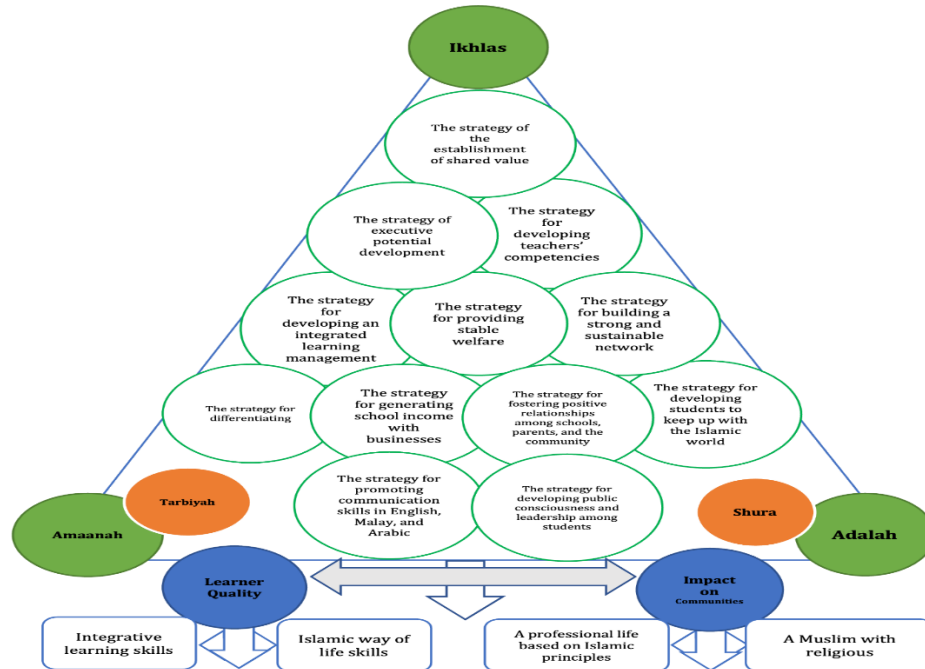 Ikhlas
The strategy of
the
establishment
of shared value
The strategy of
executive
potential
development
The strategy
for
developing
teachers’
competencies
The strategy
for
developing an
integrated
learning
management
The strategy
for providing
stable
welfare
The strategy
for building a
strong and
sustainable
network
The strategy for
differentiating
The strategy
for generating
school income
with
businesses
The strategy for
fostering positive
relationships
among schools,
parents, and the
community
The strategy for
developing
students to
keep up with
the Islamic
world
The strategy for
promoting
communication
skills in English,
Malay, and
Arabic
The strategy for
developing public
consciousness and
leadership among
students
Tarbiyah
Amaanah
Shura
Adalah
Learner
Quality
Impact
on
Communities
Integrative
learning skills
Islamic way of
life skills
A professional life
based on Islamic
principles
A Muslim with
religious